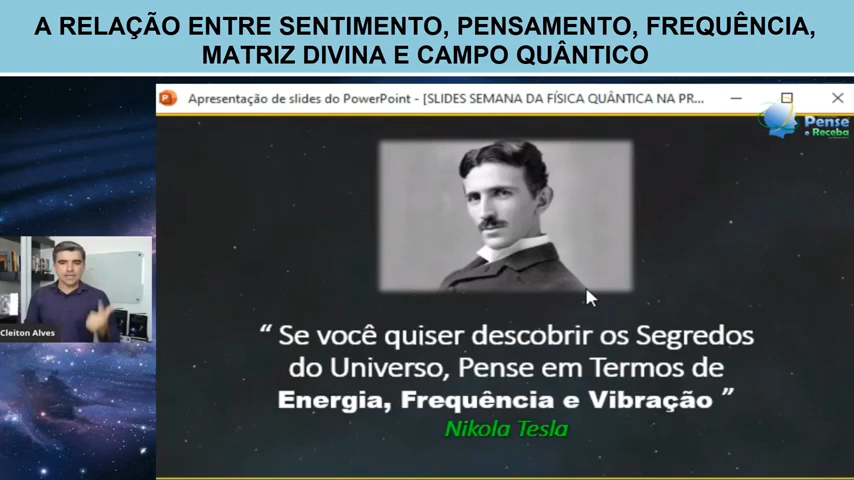 A RELAÇÃO ENTRE SENTIMENTO, PENSAMENTO, FREQUÊNCIA,
MATRIZ DIVINA E CAMPO QUÂNTICO
Apresentação de slides do PowerPoint - [SLIDES SEMANA DA FÍSICA QUÂNTICA NA PR...
Pense
e Receba
Cleiton Alves
“ Se você quiser descobrir os Segredos
do Universo, Pense em Termos de
Energia, Frequência e Vibração ”
Nikola Tesla